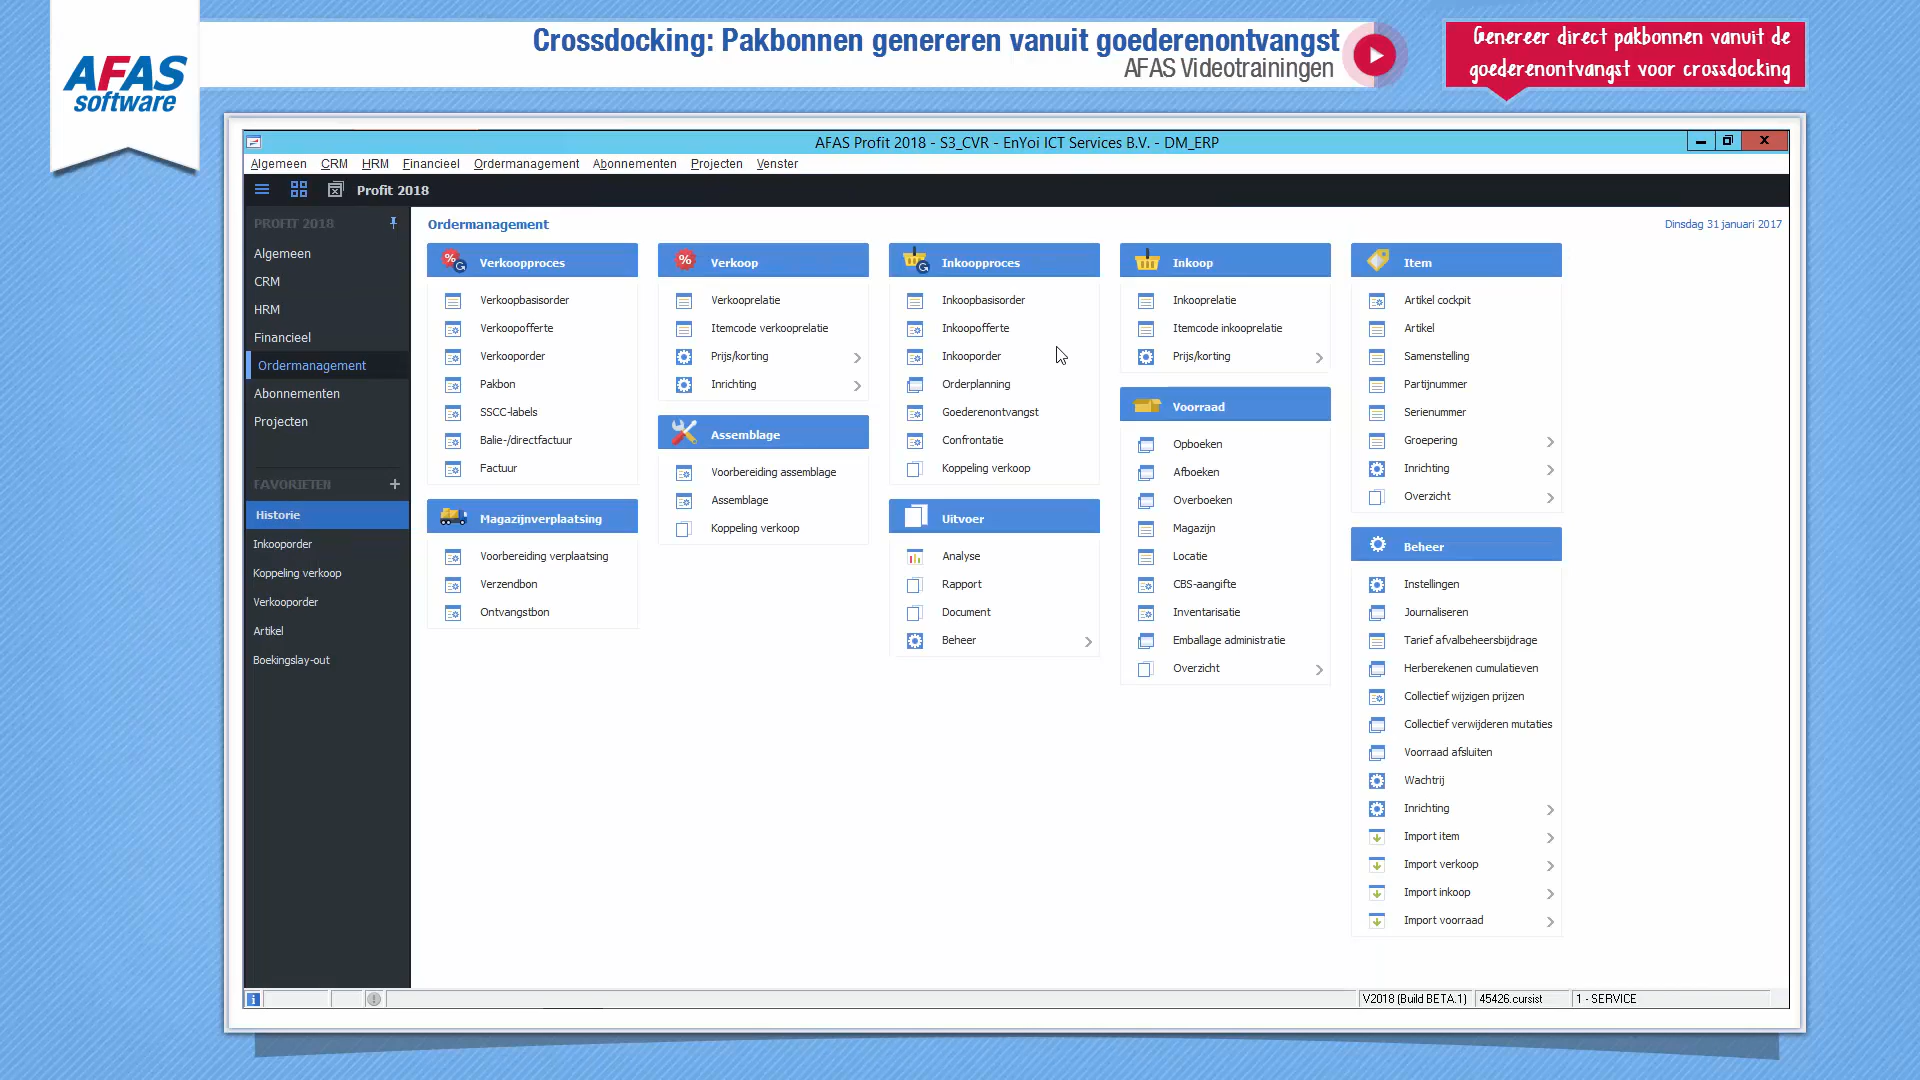 AFAS
software
Crossdocking: Pakbonnen genereren vanuit goederenontvangst
AFAS Videotrainingen
Genereer direct pakbonnen vanuit de
goederenontvangst voor crossdocking
AFAS Profit 2018 - S3_CVR - EnYoi ICT Services B.V. - DM_ERP
Algemeen CRM HRM Financieel Ordermanagement Abonnementen Projecten Venster
Profit 2018
PROFIT 2018
Algemeen
CRM
HRM
Financieel
Ordermanagement
Abonnementen
Projecten
FAVORIETEN
Historie
Inkooporder
Koppeling verkoop
Verkooporder
Artikel
Boekingslay-out
Ordermanagement
Dinsdag 31 januari 2017
Verkoopproces
Verkoopbasisorder
Verkoopofferte
Verkooporder
Pakbon
SSCC-labels
Balie-/directfactuur
Factuur
Magazijnverplaatsing
Voorbereiding verplaatsing
Verzendbon
Ontvangstbon
Verkoop
Verkooprelatie
Itemcode verkooprelatie
Prijs/korting
Inrichting
Assemblage
Voorbereiding assemblage
Assemblage
Koppeling verkoop
Inkoopproces
Inkoopbasisorder
Inkoopofferte
Inkooporder
Orderplanning
Goederenontvangst
Confrontatie
Koppeling verkoop
Uitvoer
Analyse
Rapport
Document
Beheer
Inkoop
Inkooprelatie
Itemcode inkooprelatie
Prijs/korting
Voorraad
Opboeken
Afboeken
Overboeken
Magazijn
Locatie
CBS-aangifte
Inventarisatie
Emballage administratie
Overzicht
Item
Artikel cockpit
Artikel
Samenstelling
Partijnummer
Serienummer
Groepering
Inrichting
Overzicht
Beheer
Instellingen
Journaliseren
Tarief afvalbeheersbijdrage
Herberekenen cumulatieven
Collectief wijzigen prijzen
Collectief verwijderen mutaties
Voorraad afsluiten
Wachtrij
Inrichting
Import item
Import verkoop
Import inkoop
Import voorraad
V2018 (Build BETA.1) 45426.cursist 1 - SERVICE